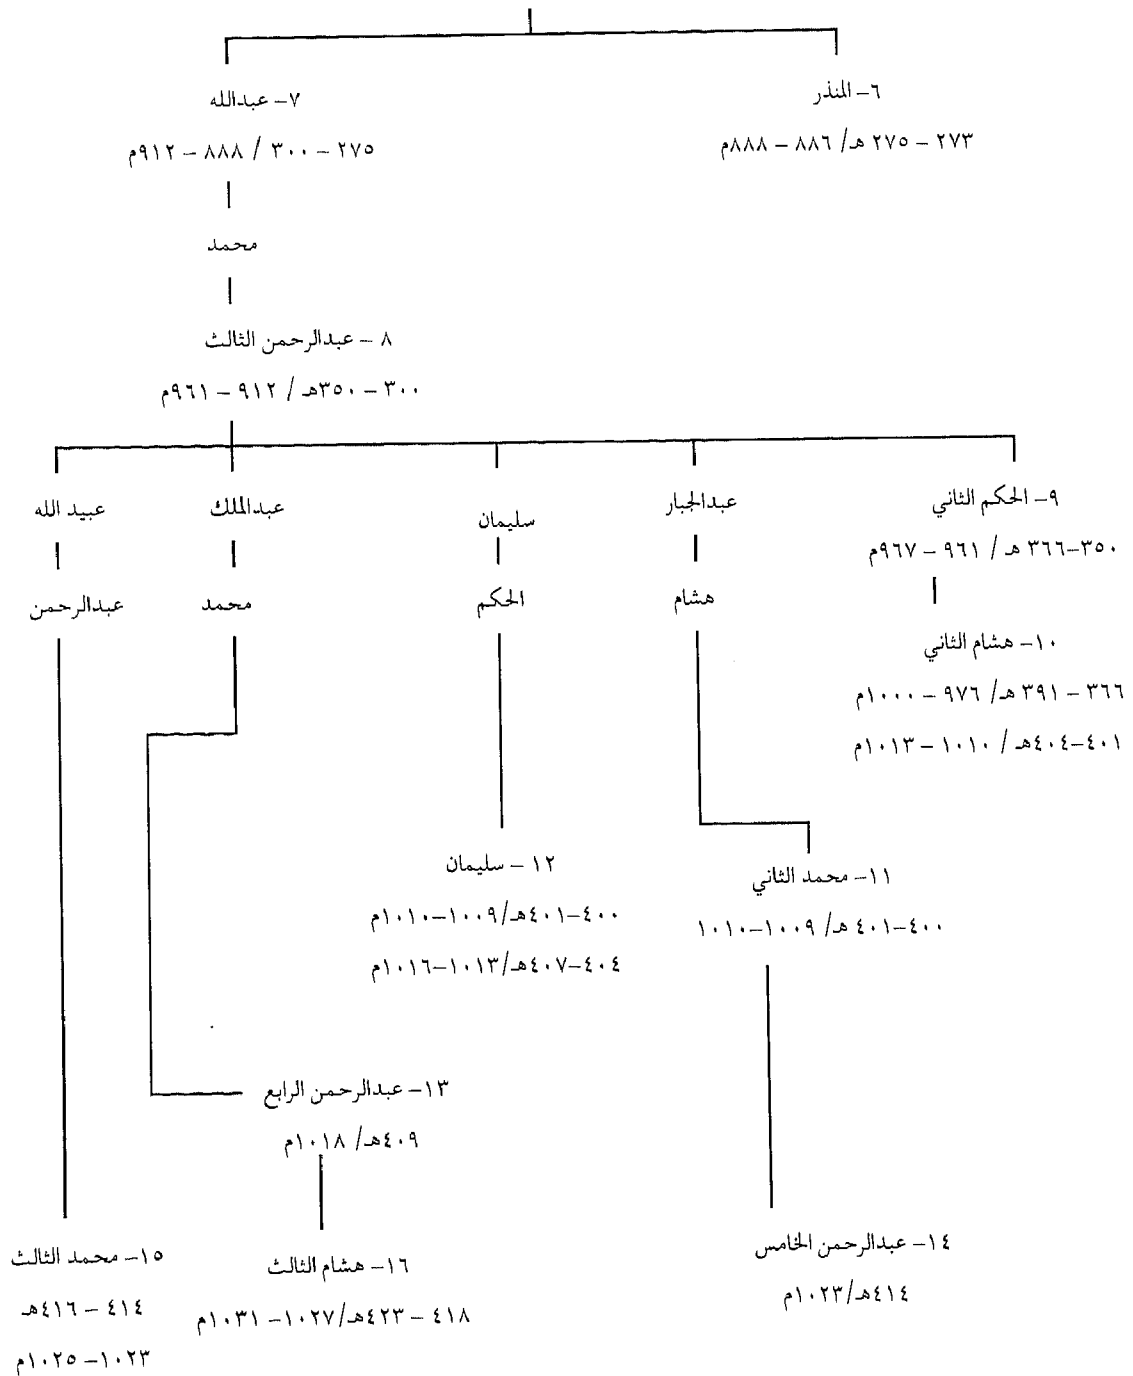 ٦– المنذر
٢٧٣ – ٢٧٥ هـ/ ٨٨٦ – ٨٨٨م
٧– عبدالله
٢٧٥ – ٣٠٠ / ٨٨٨ – ٩١٢م
محمد
٨ – عبدالرحمن الثالث
٣٠٠ – ٣٥٠هـ / ٩١٢ – ٩٦١م
٩– الحكم الثاني
٣٥٠–٣٦٦ هـ / ٩٦١ – ٩٦٧م
١٠– هشام الثاني
٣٦٦ – ٣٩١ هـ/ ٩٧٦ – ١٠٠٠م
٤٠١–٤٠٤هـ / ١٠١٠ – ١٠١٣م
عبدالجبار
هشام
١١– محمد الثاني
٤٠٠–٤٠١ هـ/ ١٠٠٩–١٠١٠
١٤– عبدالرحمن الخامس
٤١٤هـ/١٠٢٣م
سليمان
الحكم
١٢ – سليمان
٤٠٠–٤٠١هـ/١٠٠٩–١٠١٠م
٤٠٤–٤٠٧هـ/١٠١٣–١٠١٦م
عبدالملك
محمد
١٣– عبدالرحمن الرابع
٤٠٩هـ/ ١٠١٨م
١٦– هشام الثالث
٤١٨ – ٤٢٣هـ/١٠٢٧–١٠٣١م
عبيد الله
عبدالرحمن
١٥– محمد الثالث
٤١٤ – ٤١٦هـ
١٠٢٣–١٠٢٥م